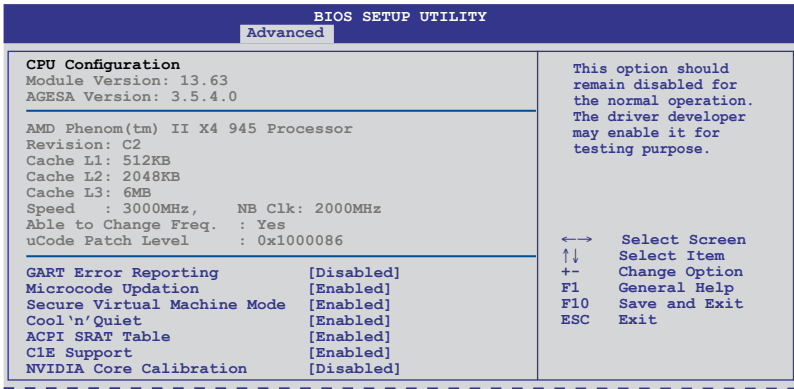 BIOS SETUP UTILITY
Advanced
CPU Configuration
Module Version: 13.63
AGESA Version: 3.5.4.0
AMD Phenom(tm) II X4 945 Processor
Revision: C2
Cache L1: 512KB
Cache L2: 2048KB
Cache L3: 6MB
Speed : 3000MHz, NB Clk: 2000MHz
Able to Change Freq. : Yes
uCode Patch Level : 0x1000086
GART Error Reporting [Disabled]
Microcode Updation [Enabled]
Secure Virtual Machine Mode [Enabled]
Cool‘n’Quiet [Enabled]
ACPI SRAT Table [Enabled]
C1E Support [Enabled]
NVIDIA Core Calibration [Disabled]
This option should
remain disabled for
the normal operation.
The driver developer
may enable it for
testing purpose.
←→ Select Screen
↑↓ Select Item
+- Change Option
F1 General Help
F10 Save and Exit
ESC Exit